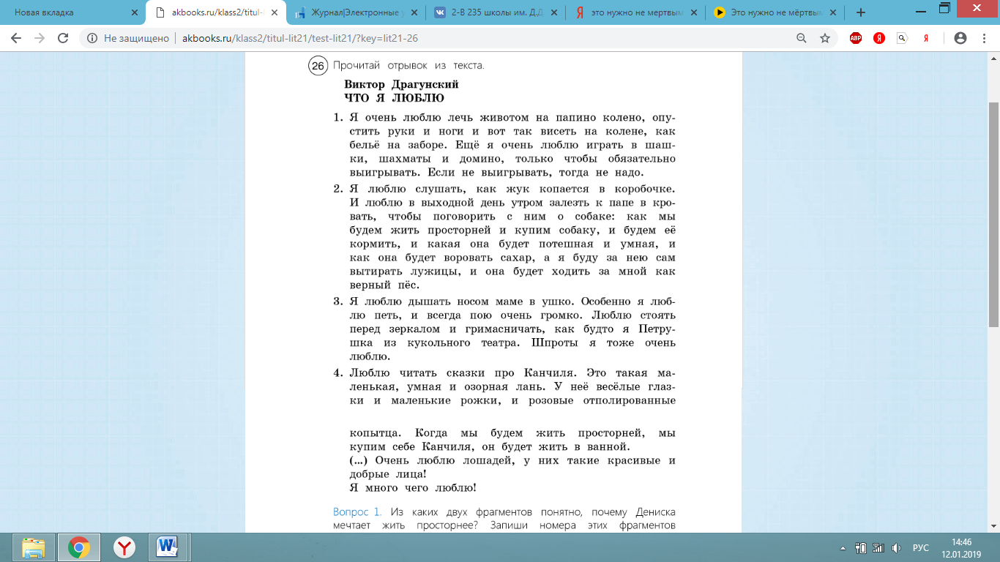 Новая вкладка
akbooks.ru/klass2/titul-l
Журнал|Электронные у
2-В 235 школы им. Д.Д
это нужно не мертвым
Это нужно не мёртвым
Не защищено | akbooks.ru/klass2/titul-lit21/test-lit21/?key=lit21-26
ABP
Я
я
26 Прочитай отрывок из текста.
Виктор Драгунский
ЧТО Я ЛЮБЛЮ
1. Я очень люблю лечь животом на папино колено, опу-
стить руки и ноги и вот так висеть на колене, как
бельё на заборе. Ещё я очень люблю играть в шаш-
ки, шахматы и домино, только чтобы обязательно
выигрывать. Если не выигрывать, тогда не надо.
2. Я люблю слушать, как жук копается в коробочке.
И люблю в выходной день утром залезть к папе в кро-
вать, чтобы поговорить с ним о собаке: как мы
будем жить просторней и купим собаку, и будем её
кормить, и какая она будет потешная и умная, и
как она будет воровать сахар, а я буду за нею сам
вытирать лужицы, и она будет ходить за мной как
верный пёс.
3. Я люблю дышать носом маме в ушко. Особенно я люб-
лю петь, и всегда пою очень громко. Люблю стоять
перед зеркалом и гримасничать, как будто я Петру-
шка из кукольного театра. Шпроты я тоже очень
люблю.
4. Люблю читать сказки про Канчиля. Это такая ма-
ленькая, умная и озорная лань. У неё весёлые глаз-
ки и маленькие рожки, и розовые отполированные
копытца. Когда мы будем жить просторней, мы
купим себе Канчиля, он будет жить в ванной.
(...) Очень люблю лошадей, у них такие красивые и
добрые лица!
Я много чего люблю!
Вопрос 1. Из каких двух фрагментов понятно, почему Дениска
мечтает жить просторнее? Запиши номера этих фрагментов
РУС
14:46
12.01.2019